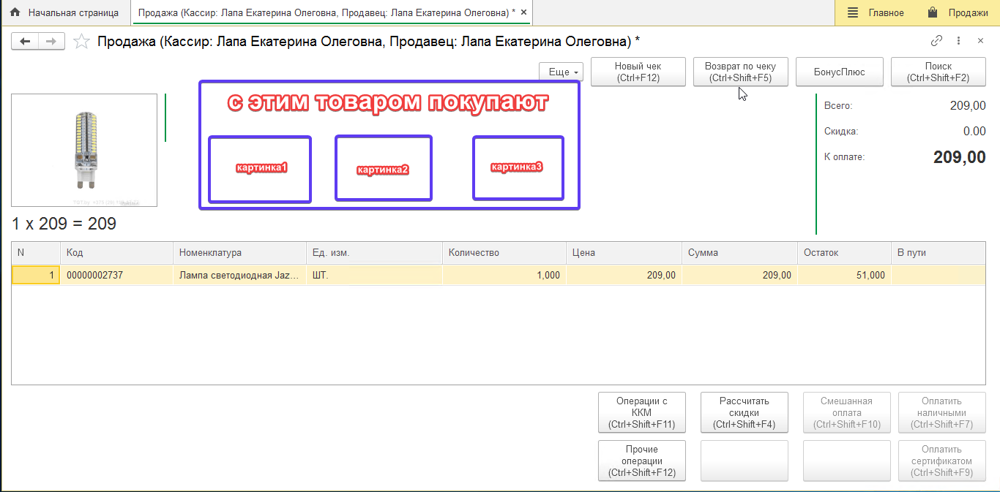 Начальная страница
Продажа (Кассир: Лапа Екатерина Олеговна, Продавец: Лапа Екатерина Олеговна) * ×
Главное
Продажи
Продажа (Кассир: Лапа Екатерина Олеговна, Продавец: Лапа Екатерина Олеговна) *
Еще
Новый чек
(Ctrl+F12)
Возврат по чеку
(Ctrl+Shift+F5)
БонусПлюс
Поиск
(Ctrl+Shift+F2)
с этим товаром покупают
картинка1
картинка2
картинка3
Всего: 209,00
Скидка: 0.00
К оплате: 209,00
1 x 209 = 209
N Код Номенклатура Ед. изм. Количество Цена Сумма Остаток В пути
1 00000002737 Лампа светодиодная Jaz... ШТ. 1,000 209,00 209,00 51,000
Операции с
ККМ
(Ctrl+Shift+F11)
Рассчитать
скидки
(Ctrl+Shift+F4)
Смешанная
оплата
(Ctrl+Shift+F10)
Оплатить
наличными
(Ctrl+Shift+F7)
Прочие
операции
(Ctrl+Shift+F12)
Оплатить
сертификатом
(Ctrl+Shift+F9)